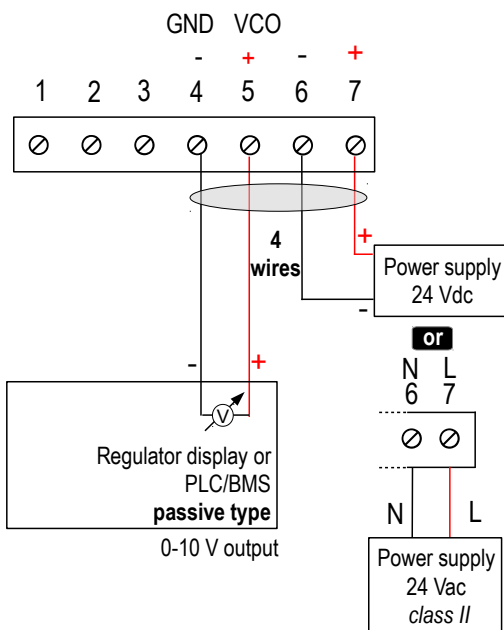 GND VCO
- + - +
1 2 3 4 5 6 7
4
wires
+
Power supply
24 Vdc
-
or
- +
N L
6 7
V
Regulator display or
PLC/BMS
passive type
0-10 V output
N L
Power supply
24 Vac
class II